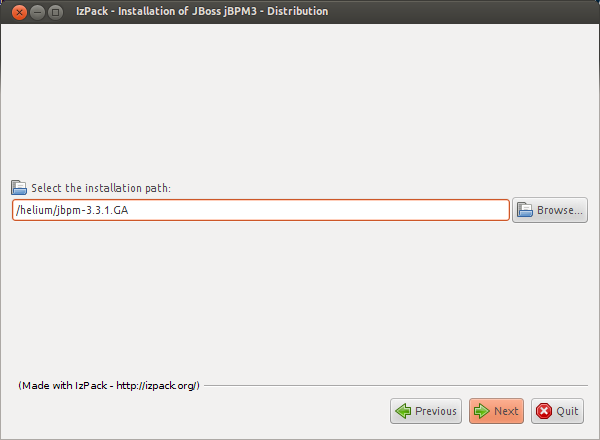 IzPack - Installation of JBoss jBPM3 - Distribution
Select the installation path:
/helium/jbpm-3.3.1.GA
Browse...
(Made with IzPack - http://izpack.org/)
Previous
Next
Quit